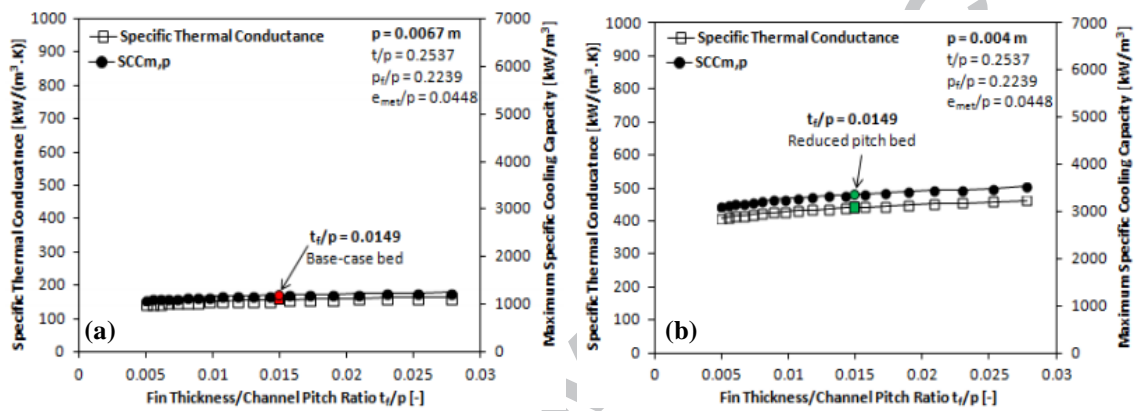 1000
900
800
700
600
500
400
300
200
100
0
Specific Thermal Conducatnce [kW/(m³.K)]
Specific Thermal Conductance
SCCm,p
p = 0.0067 m
t/p = 0.2537
pf/p = 0.2239
emet/p = 0.0448
tf/p = 0.0149
Base-case bed
(a)
7000
6000
5000
4000
3000
2000
1000
0
Maximum Specific Cooling Capacity [kW/m³]
0 0.005 0.01 0.015 0.02 0.025 0.03
Fin Thickness/Channel Pitch Ratio tf/p [-]
1000
900
800
700
600
500
400
300
200
100
0
Specific Thermal Conducatnce [kW/(m³.K)]
Specific Thermal Conductance
SCCm,p
p = 0.004 m
t/p = 0.2537
pf/p = 0.2239
emet/p = 0.0448
tf/p = 0.0149
Reduced pitch bed
(b)
7000
6000
5000
4000
3000
2000
1000
0
Maximum Specific Cooling Capacity [kW/m³]
0 0.005 0.01 0.015 0.02 0.025 0.03
Fin Thickness/Channel Pitch Ratio tf/p [-]